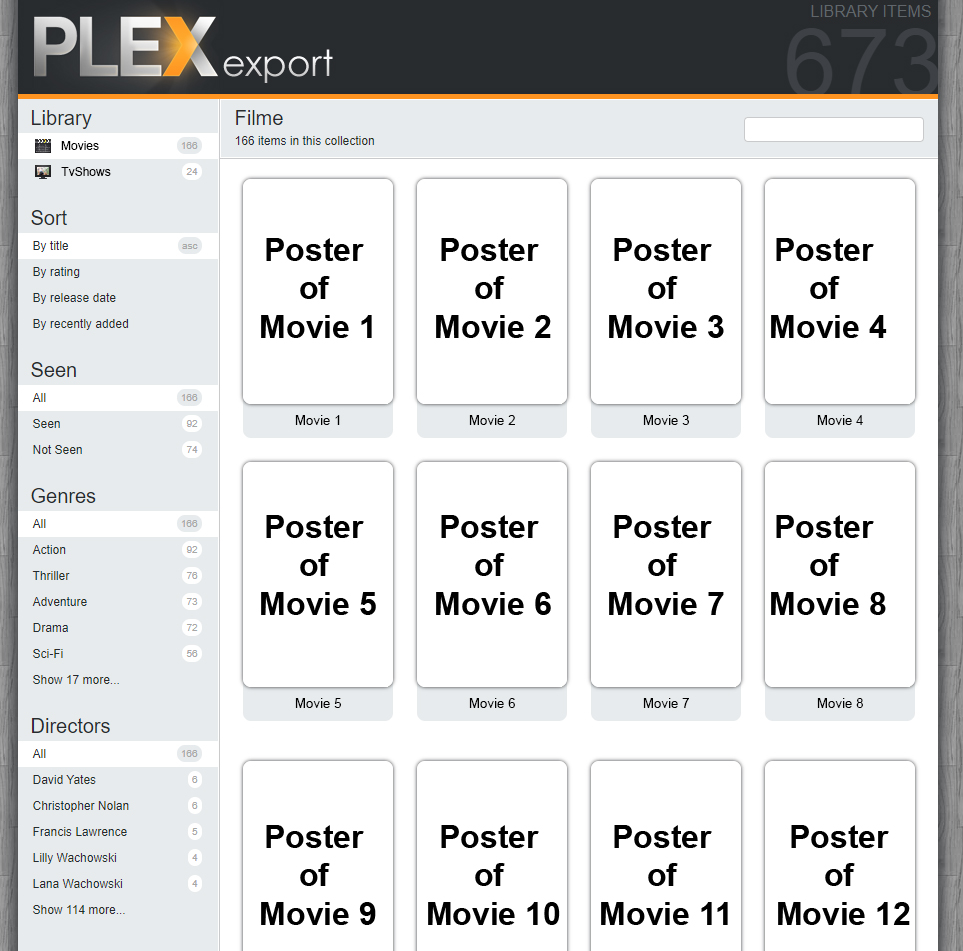 PLEX export
LIBRARY ITEMS
673
Library
Movies 166
TvShows 24
Sort
By title asc
By rating
By release date
By recently added
Seen
All 166
Seen 92
Not Seen 74
Genres
All 166
Action 92
Thriller 76
Adventure 73
Drama 72
Sci-Fi 56
Show 17 more...
Directors
All 166
David Yates 6
Christopher Nolan 6
Francis Lawrence 5
Lilly Wachowski 4
Lana Wachowski 4
Show 114 more...
Filme
166 items in this collection
Poster
of
Movie 1
Movie 1
Poster
of
Movie 2
Movie 2
Poster
of
Movie 3
Movie 3
Poster
of
Movie 4
Movie 4
Poster
of
Movie 5
Movie 5
Poster
of
Movie 6
Movie 6
Poster
of
Movie 7
Movie 7
Poster
of
Movie 8
Movie 8
Poster
of
Movie 9
Poster
of
Movie 10
Poster
of
Movie 11
Poster
of
Movie 12